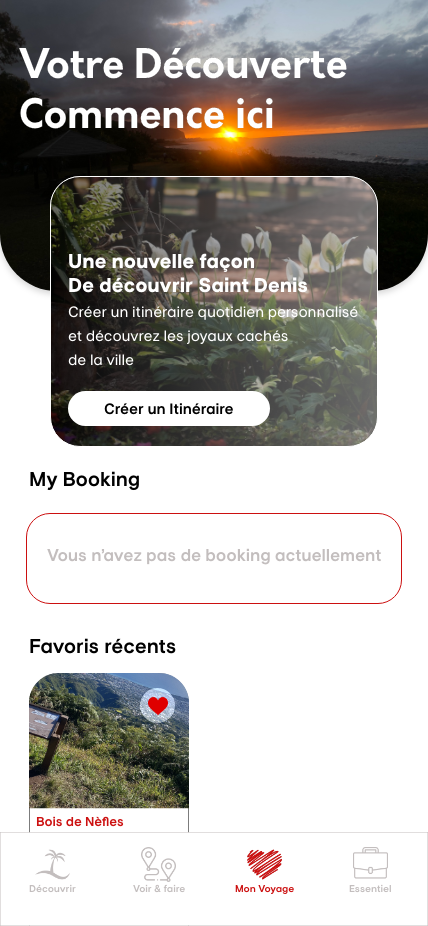 Votre Découverte
Commence ici
Une nouvelle façon
De découvrir Saint Denis
Créer un itinéraire quotidien personnalisé
et découvrez les joyaux cachés
de la ville
Créer un Itinéraire
My Booking
Vous n'avez pas de booking actuellement
Favoris récents
Bois de Nèfles
Découvrir
Voir & faire
Mon Voyage
Essentiel